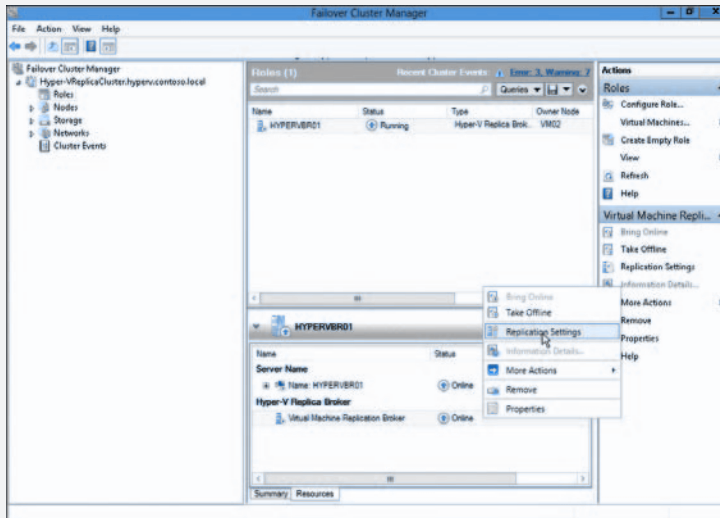 Failover Cluster Manager
File Action View Help
Failover Cluster Manager
Hyper-VReplicaCluster.hyperv.contoso.local
Roles
Nodes
Storage
Networks
Cluster Events
Roles (1) Recent Cluster Events: Error: 3, Warning: 7
Search Queries
Name Status Type Owner Node
HYPERVBR01 Running Hyper-V Replica Brok... VM02
HYPERVBR01
Name Status
Server Name
Name: HYPERVBR01 Online
Hyper-V Replica Broker
Virtual Machine Replication Broker Online
Summary Resources
Bring Online
Take Offline
Replication Settings
Information Details...
More Actions
Remove
Properties
Actions
Roles
Configure Role...
Virtual Machines...
Create Empty Role
View
Refresh
Help
Virtual Machine Repli...
Bring Online
Take Offline
Replication Settings
Information Details...
More Actions
Remove
Properties
Help